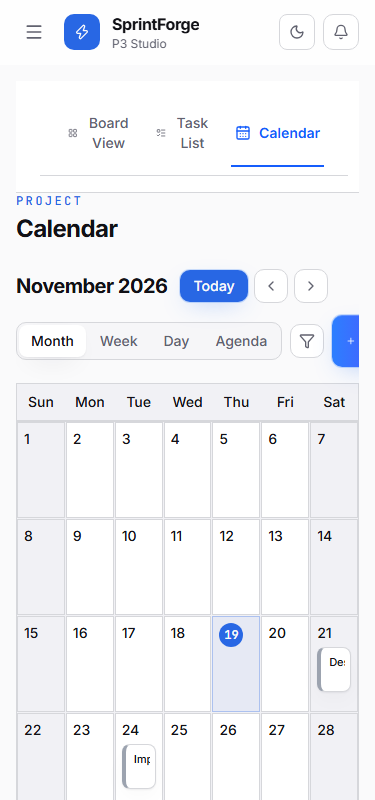 SprintForge
P3 Studio
Board View
Task List
Calendar
PROJECT
Calendar
November 2026
Today
Month Week Day Agenda
+
Sun Mon Tue Wed Thu Fri Sat
1 2 3 4 5 6 7
8 9 10 11 12 13 14
15 16 17 18 19 20 21
Des
22 23 24 25 26 27 28
Imp